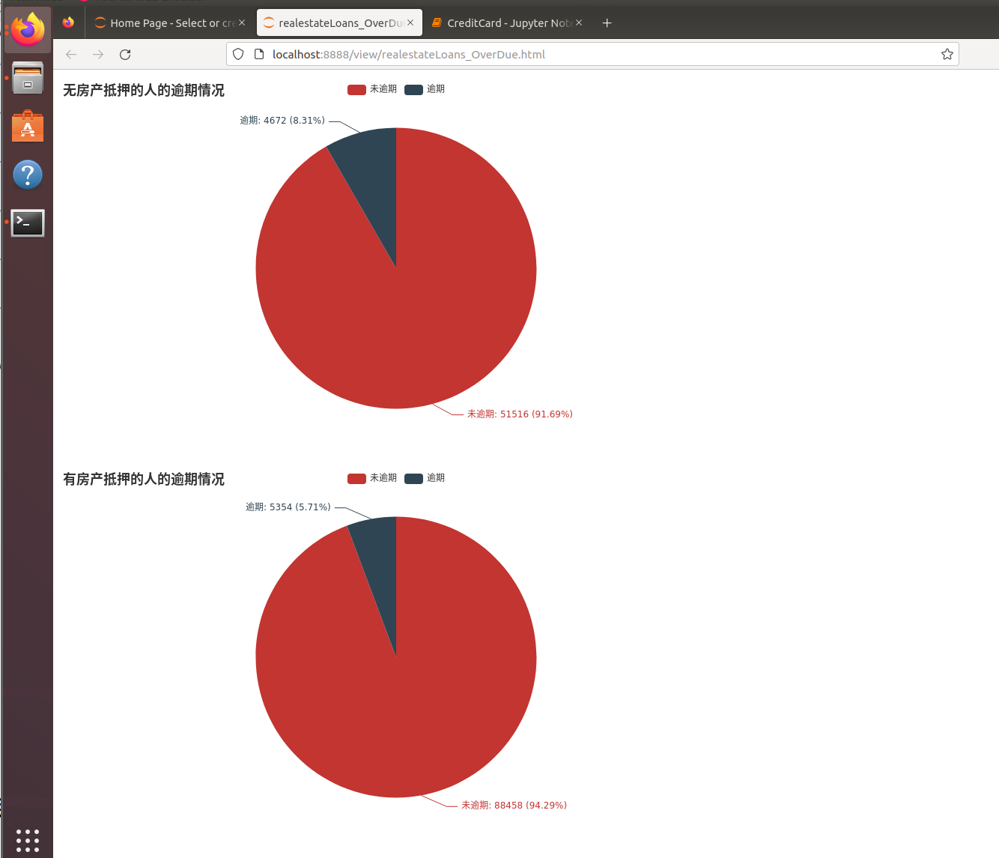 Home Page - Select or cre
realestateLoans_OverDu
CreditCard - Jupyter Note
localhost:8888/view/realestateLoans_OverDue.html
无房产抵押的人的逾期情况
未逾期 逾期
逾期: 4672 (8.31%)
未逾期: 51516 (91.69%)
有房产抵押的人的逾期情况
未逾期 逾期
逾期: 5354 (5.71%)
未逾期: 88458 (94.29%)